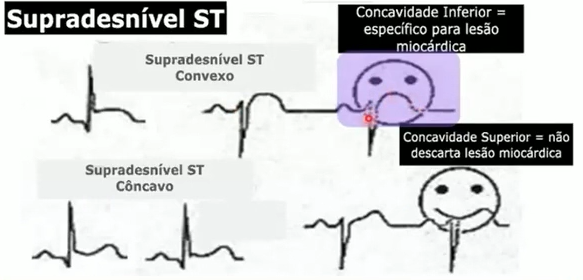 Supradesnível ST
Concavidade Inferior =
específico para lesão
miocárdica
Supradesnível ST
Convexo
Concavidade Superior = não
descarta lesão miocárdica
Supradesnível ST
Côncavo